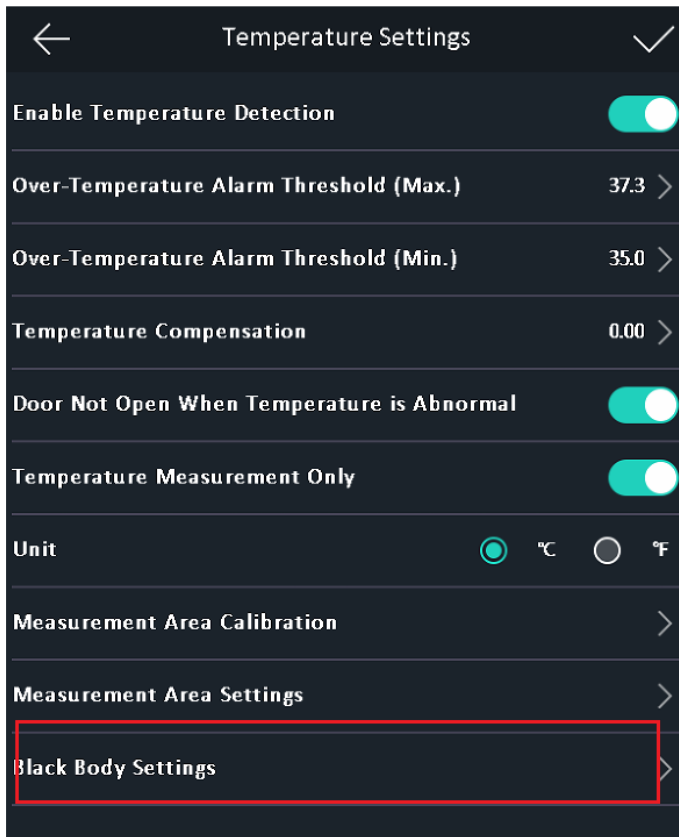 Temperature Settings
Enable Temperature Detection
Over-Temperature Alarm Threshold (Max.) 37.3
Over-Temperature Alarm Threshold (Min.) 35.0
Temperature Compensation 0.00
Door Not Open When Temperature is Abnormal
Temperature Measurement Only
Unit ℃ ℉
Measurement Area Calibration
Measurement Area Settings
Black Body Settings